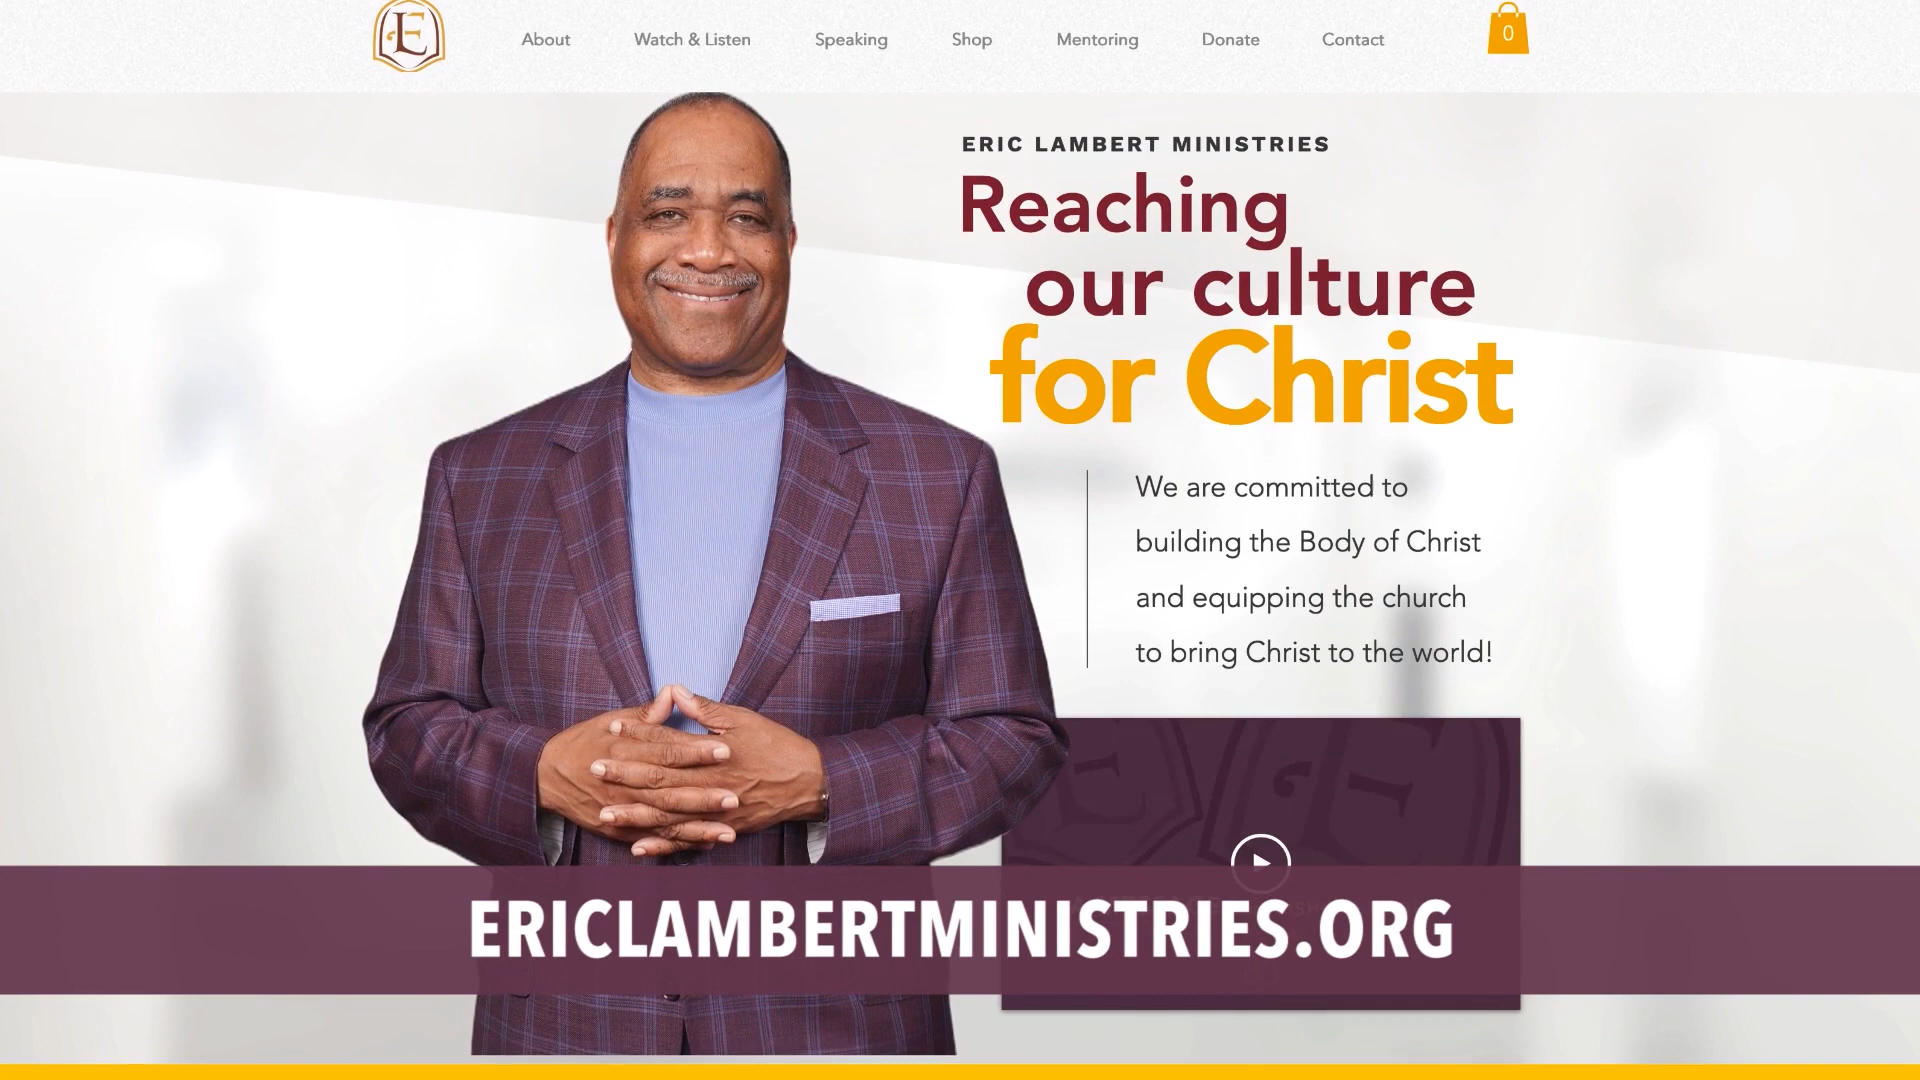 LE
About Watch & Listen Speaking Shop Mentoring Donate Contact 0
ERIC LAMBERT MINISTRIES
Reaching
our culture
for Christ
We are committed to
building the Body of Christ
and equipping the church
to bring Christ to the world!
ERICLAMBERTMINISTRIES.ORG